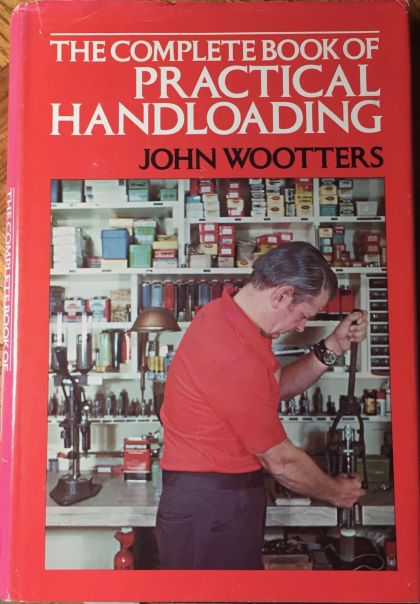 THE COMPLETE BOOK OF
PRACTICAL
HANDLOADING
JOHN WOOTTERS
THE COMPLETE BOOK OF